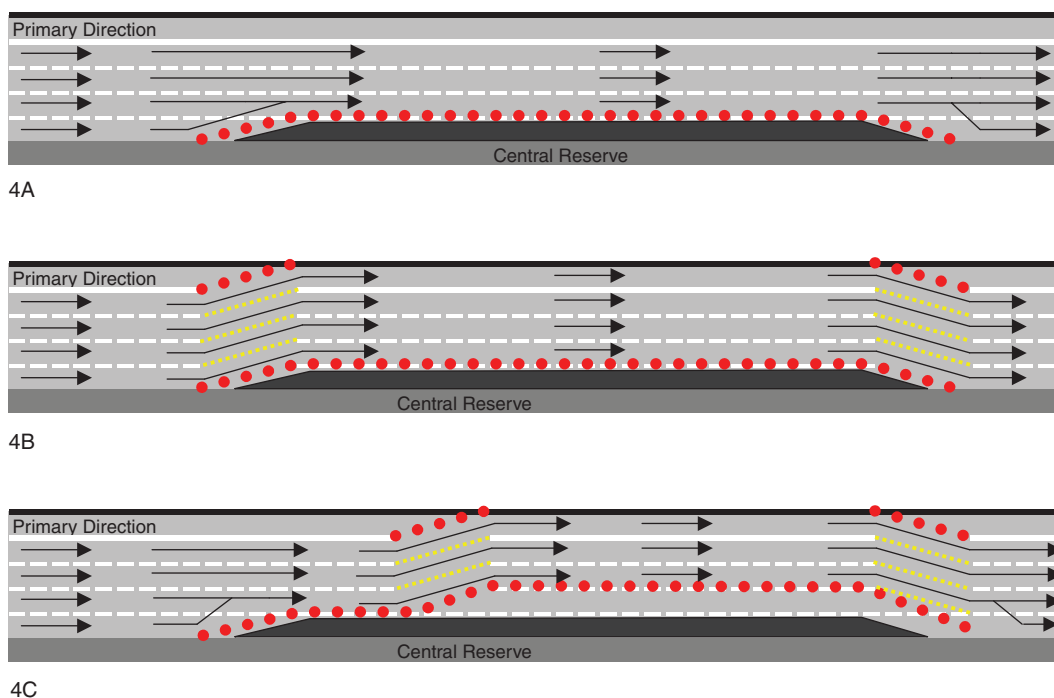 Primary Direction
Central Reserve
4A
Primary Direction
Central Reserve
4B
Primary Direction
Central Reserve
4C